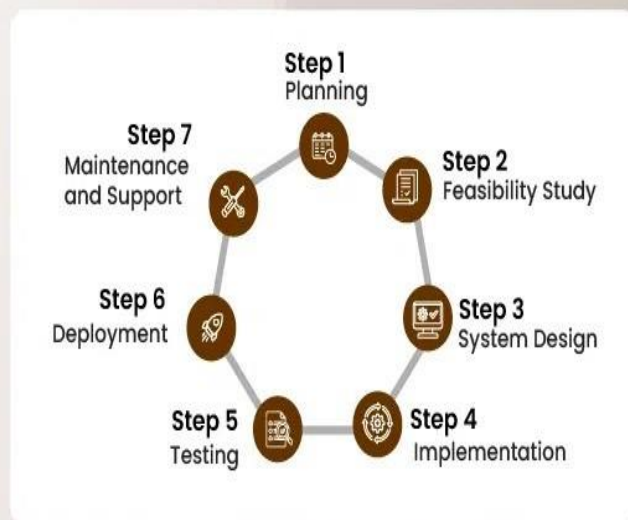 Step 1
Planning
Step 2
Feasibility Study
Step 3
System Design
Step 4
Implementation
Step 5
Testing
Step 6
Deployment
Step 7
Maintenance
and Support